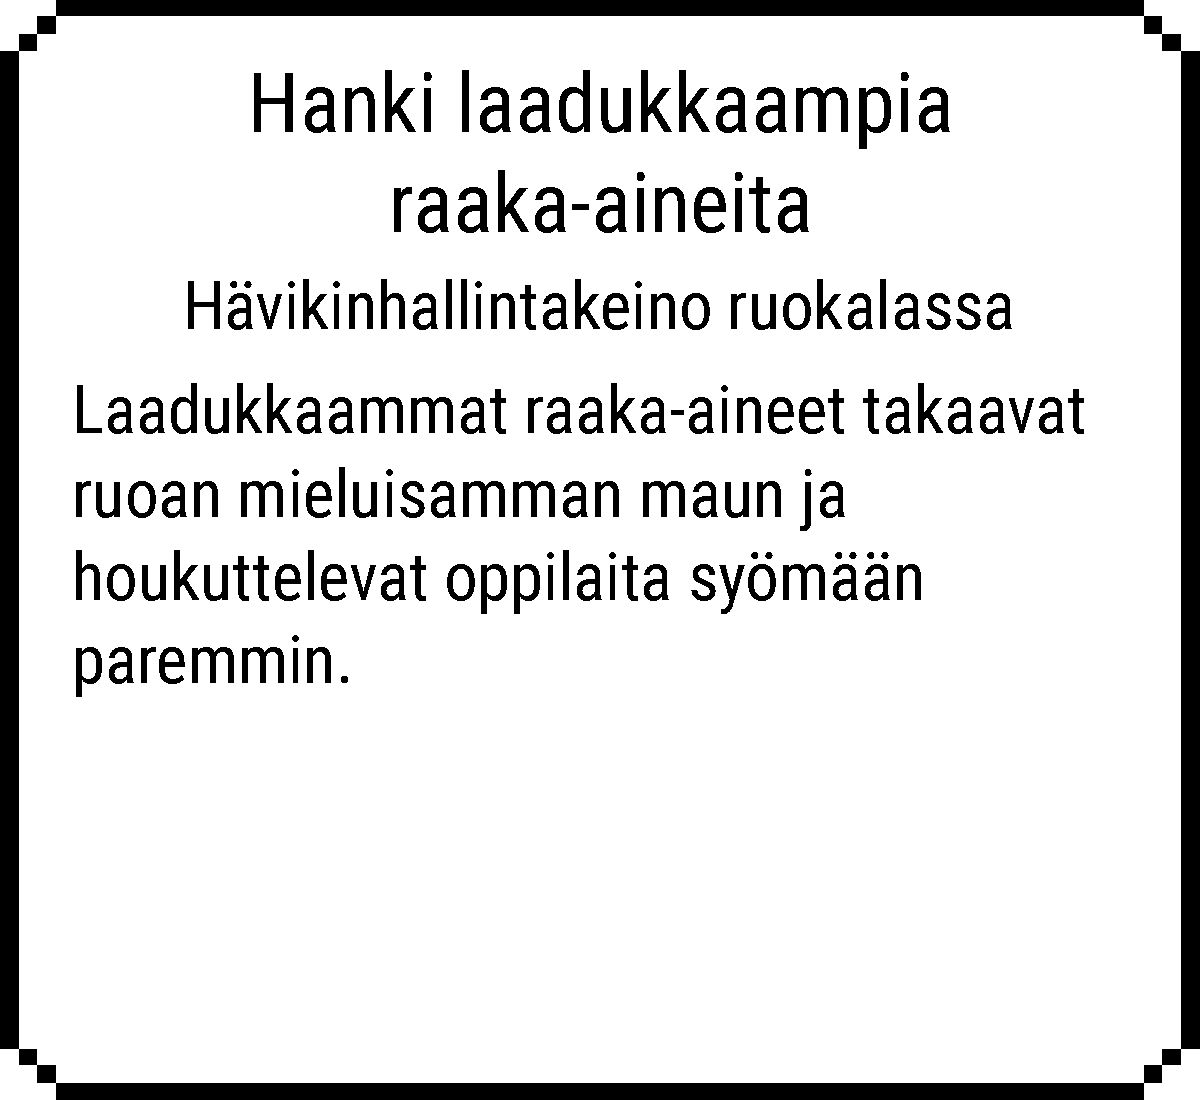 Hanki laadukkaampia
raaka-aineita
Hävikinhallintakeino ruokalassa
Laadukkaammat raaka-aineet takaavat
ruoan mieluisamman maun ja
houkuttelevat oppilaita syömään
paremmin.